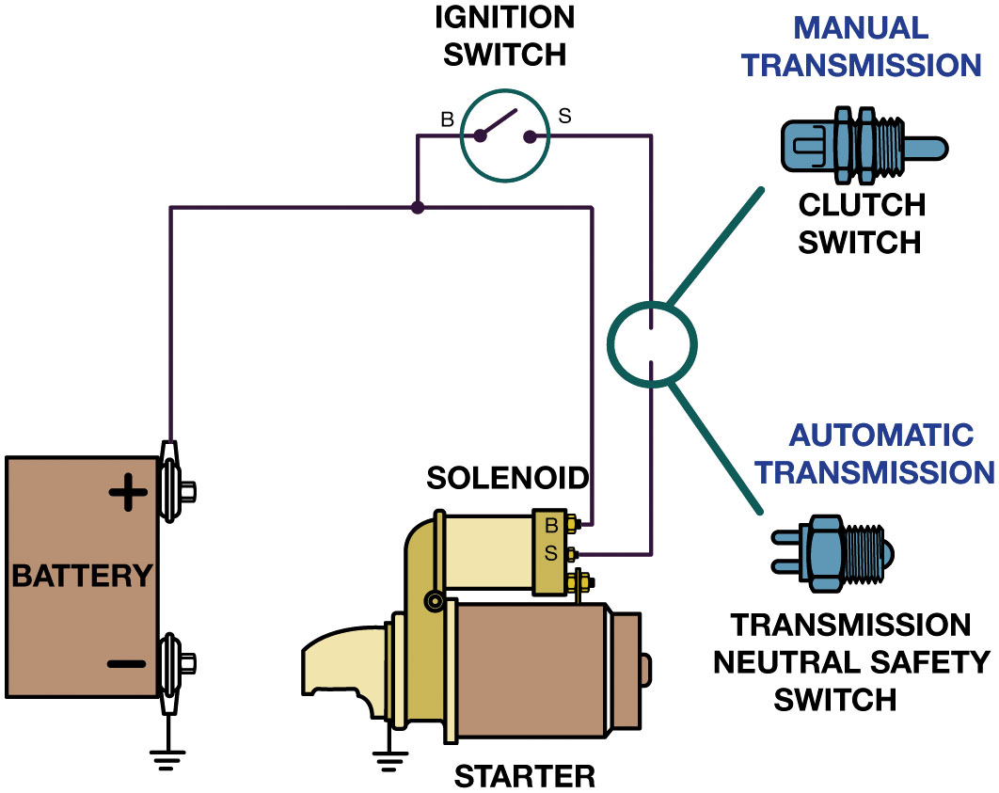 IGNITION
SWITCH
B
S
MANUAL
TRANSMISSION
CLUTCH
SWITCH
AUTOMATIC
TRANSMISSION
SOLENOID
B
S
+
BATTERY
−
TRANSMISSION
NEUTRAL SAFETY
SWITCH
STARTER